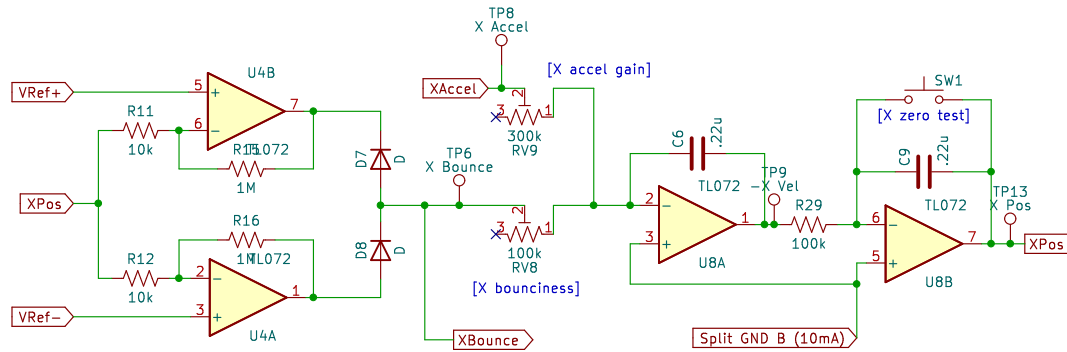 TP8
X Accel
[X accel gain]
XAccel
2
3
1
300k
RV9
U4B
VRef+
5
+
7
R11
6
-
10k
R15
TL072
1M
D7
D
TP6
X Bounce
SW1
[X zero test]
C6
.22u
C9
.22u
XPos
R16
1M
TL072
D8
D
2
3
1
100k
RV8
[X bounciness]
TL072
TP9
-X Vel
2
-
1
3
+
U8A
R29
100k
TL072
TP13
X Pos
6
-
7
XPos
5
+
U8B
R12
10k
2
-
1
VRef-
3
+
U4A
XBounce
Split GND B (10mA)